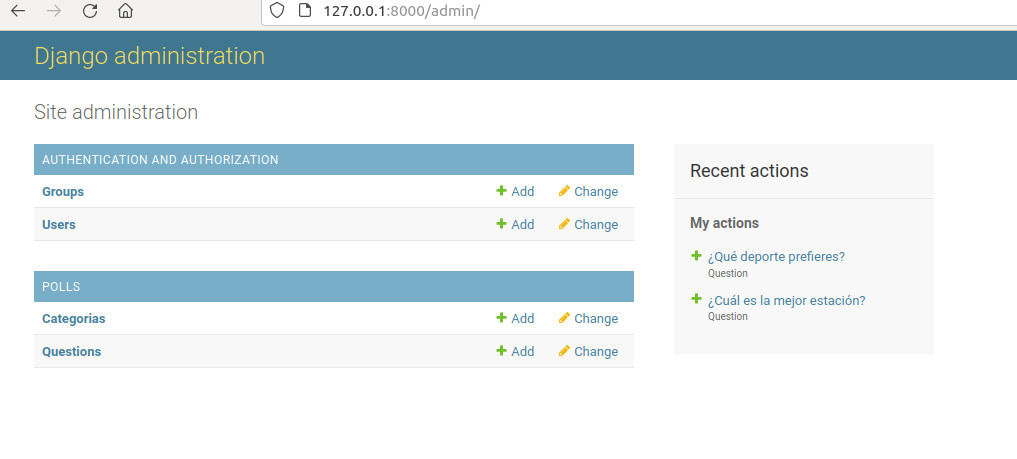 127.0.0.1:8000/admin/
Django administration
Site administration
AUTHENTICATION AND AUTHORIZATION
Groups Add Change
Users Add Change
POLLS
Categorias Add Change
Questions Add Change
Recent actions
My actions
¿Qué deporte prefieres?
Question
¿Cuál es la mejor estación?
Question